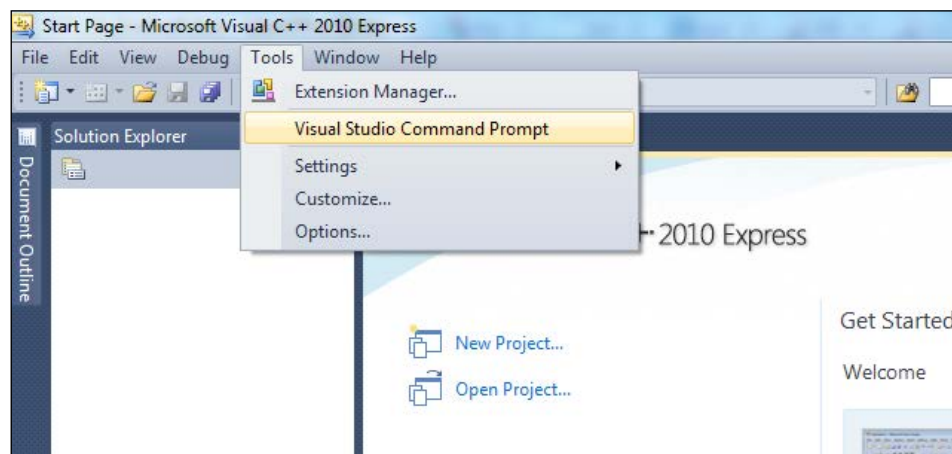 Start Page - Microsoft Visual C++ 2010 Express
File Edit View Debug Tools Window Help
Extension Manager...
Solution Explorer
Visual Studio Command Prompt
Document Outline
Settings
Customize...
Options...
2010 Express
Get Started
New Project...
Welcome
Open Project...